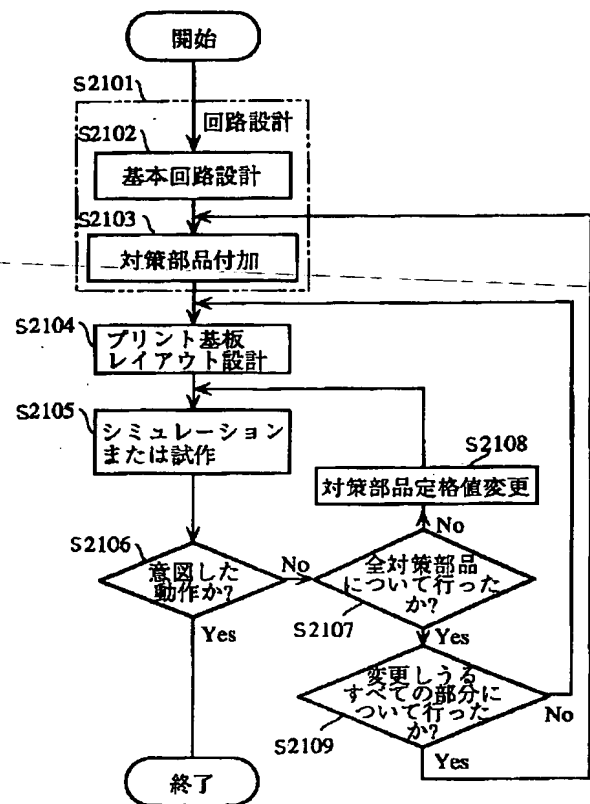 開始
S2101
回路設計
S2102
基本回路設計
S2103
対策部品付加
S2104
プリント基板
レイアウト設計
S2105
シミュレーション
または試作
S2108
対策部品定格値変更
No
S2106
意図した
動作か?
No
全対策部品
について行った
か?
S2107
Yes
Yes
変更しうる
すべての部分に
ついて行った
か?
No
S2109
Yes
終了